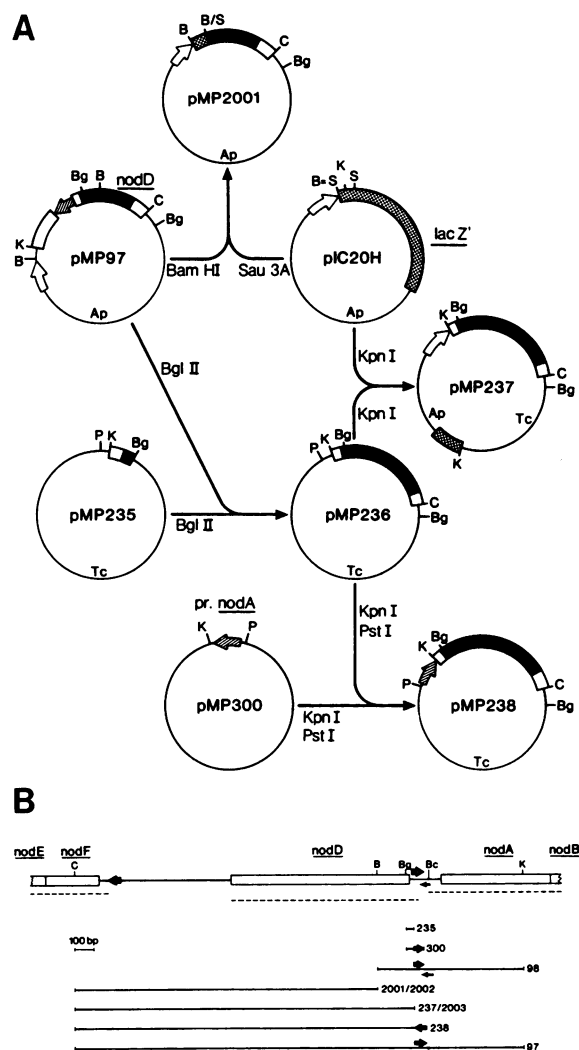 A
B
B/S
C
Bg
pMP2001
Ap
Bg
B
nodD
C
Bg
K
B
pMP97
Ap
Bam HI
Sau 3A
K
B=S
S
pIC20H
lac Z'
Ap
Bgl II
Kpn I
Kpn I
K
Bg
pMP237
C
Bg
Ap
Tc
K
P
K
Bg
pMP235
Tc
Bgl II
P
K
Bg
pMP236
C
Bg
Tc
pr. nodA
K
P
pMP300
Kpn I
Pst I
Kpn I
Pst I
K
Bg
P
pMP238
C
Bg
Tc
B
nodE
nodF
nodD
nodA
nodB
C
B
Bg
Bc
K
100 bp
235
300
98
2001/2002
237/2003
238
97